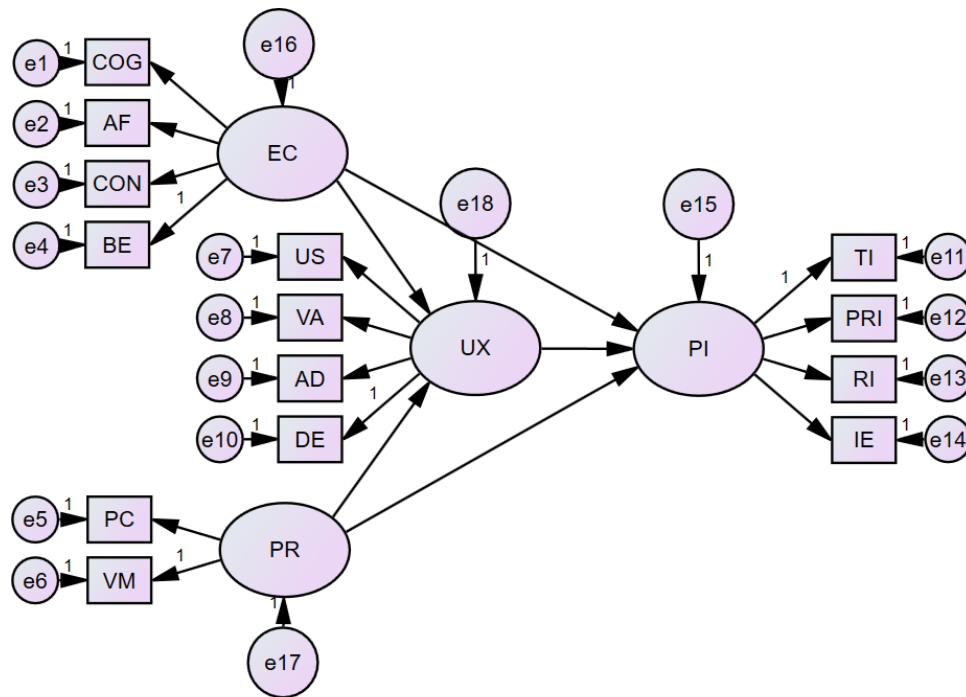 e16
1
e1
1
COG
e2
1
AF
EC
e3
1
CON
1
e4
1
BE
e18
1
e15
1
e7
1
US
e8
1
VA
UX
e9
1
AD
1
e10
1
DE
PI
1
TI
1
e11
PRI
1
e12
RI
1
e13
IE
1
e14
e5
1
PC
PR
e6
1
VM
1
1
e17